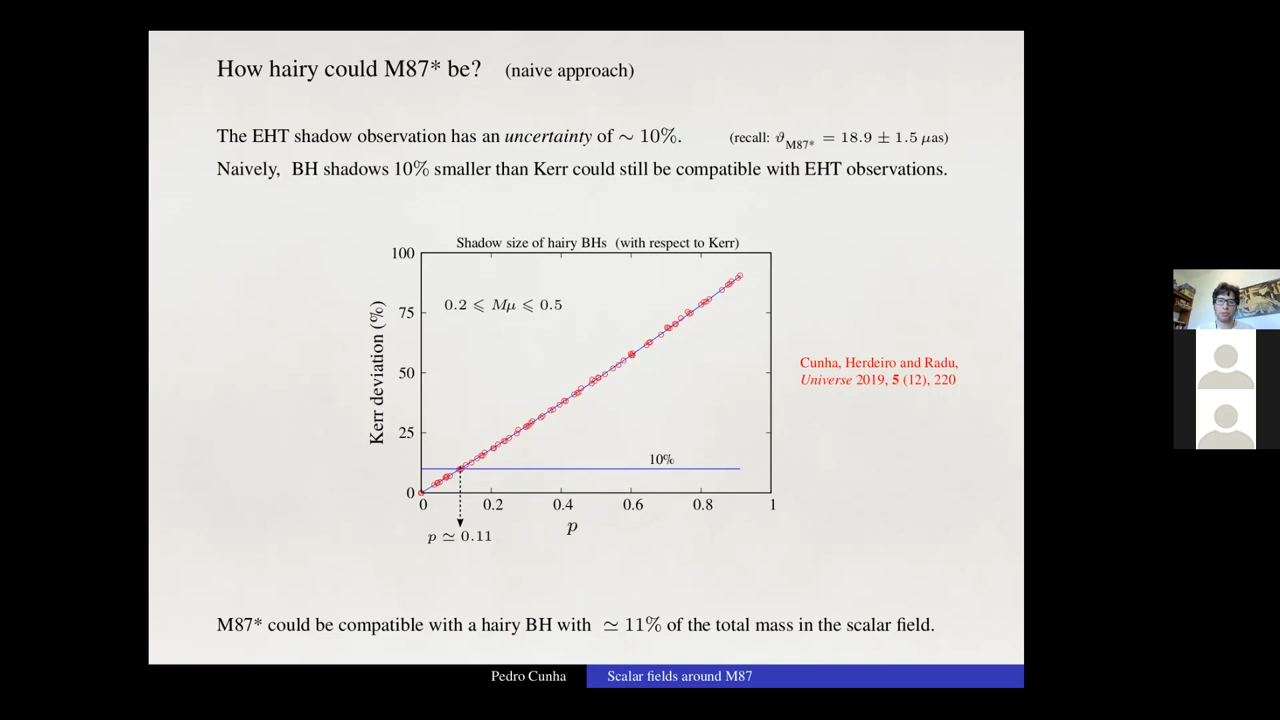 How hairy could M87* be? (naive approach)
The EHT shadow observation has an uncertainty of ∼ 10%. (recall: ϑ_M87* = 18.9 ± 1.5 μas)
Naively, BH shadows 10% smaller than Kerr could still be compatible with EHT observations.
Shadow size of hairy BHs (with respect to Kerr)
100
75
50
25
0
Kerr deviation (%)
0.2 ⩽ Mμ ⩽ 0.5
10%
0 0.2 0.4 0.6 0.8 1
p
p ≃ 0.11
Cunha, Herdeiro and Radu,
Universe 2019, 5 (12), 220
M87* could be compatible with a hairy BH with ≃ 11% of the total mass in the scalar field.
Pedro Cunha Scalar fields around M87